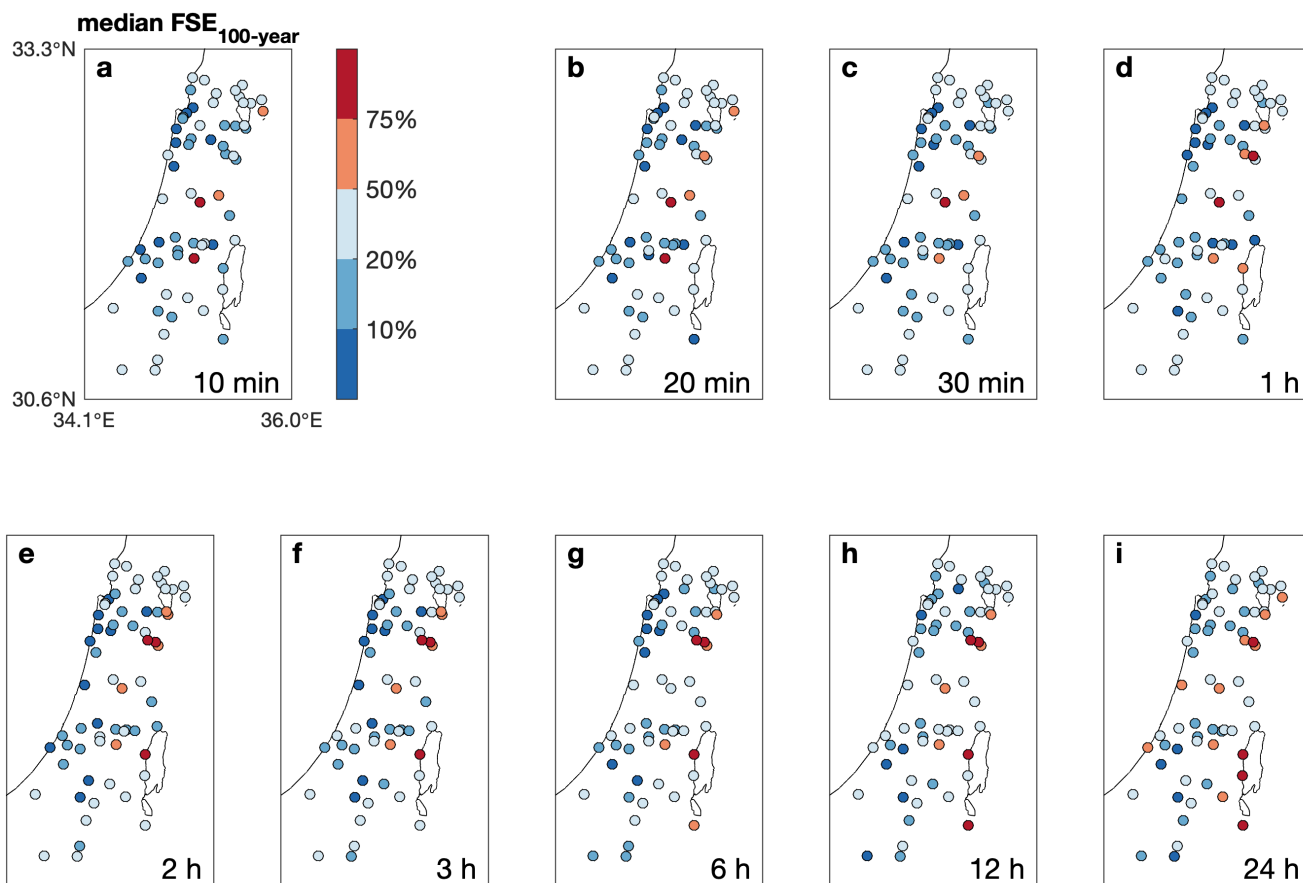 median FSE100-year
33.3°N
a
b
c
d
75%
50%
20%
10%
10 min
20 min
30 min
1 h
30.6°N
34.1°E
36.0°E
e
f
g
h
i
2 h
3 h
6 h
12 h
24 h